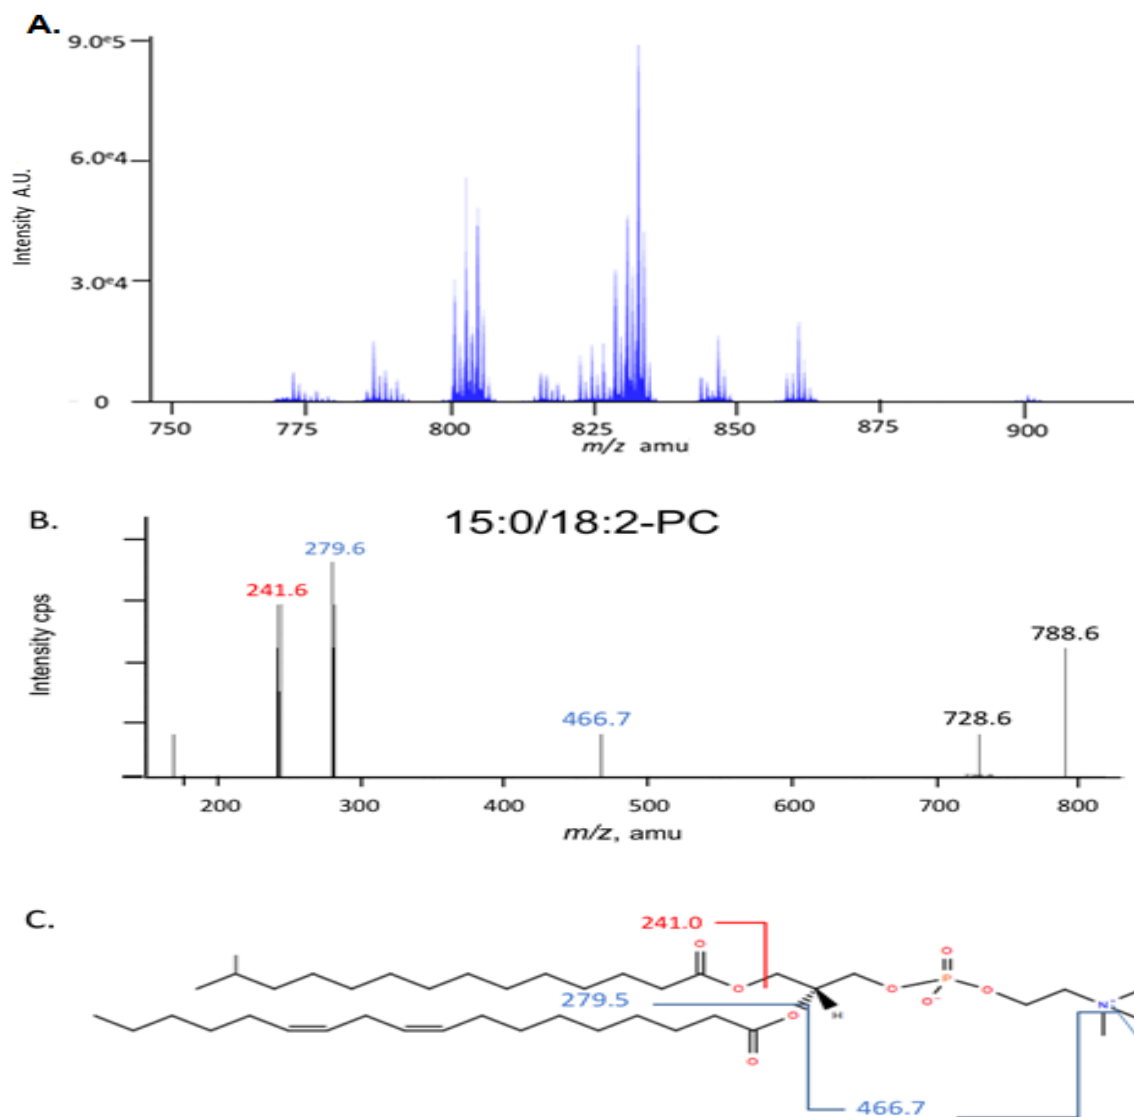 A.
9.0e5
6.0e4
3.0e4
0
Intensity A.U.
750 775 800 825 850 875 900
m/z amu
B.
15:0/18:2-PC
279.6
241.6
788.6
466.7
728.6
Intensity cps
200 300 400 500 600 700 800
m/z, amu
C.
241.0
O
O
O
P
O
O
O-
N+
279.5
O
H
O
466.7